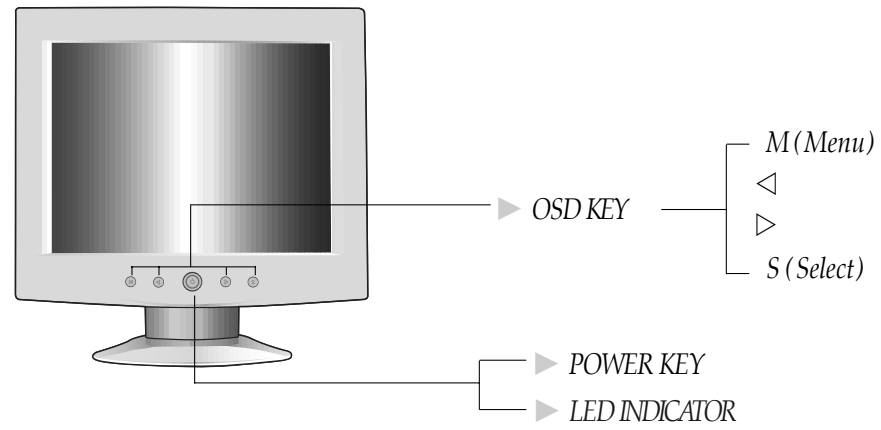 M (Menu)
▶ OSD KEY
◁
▷
S (Select)
▶ POWER KEY
▶ LED INDICATOR